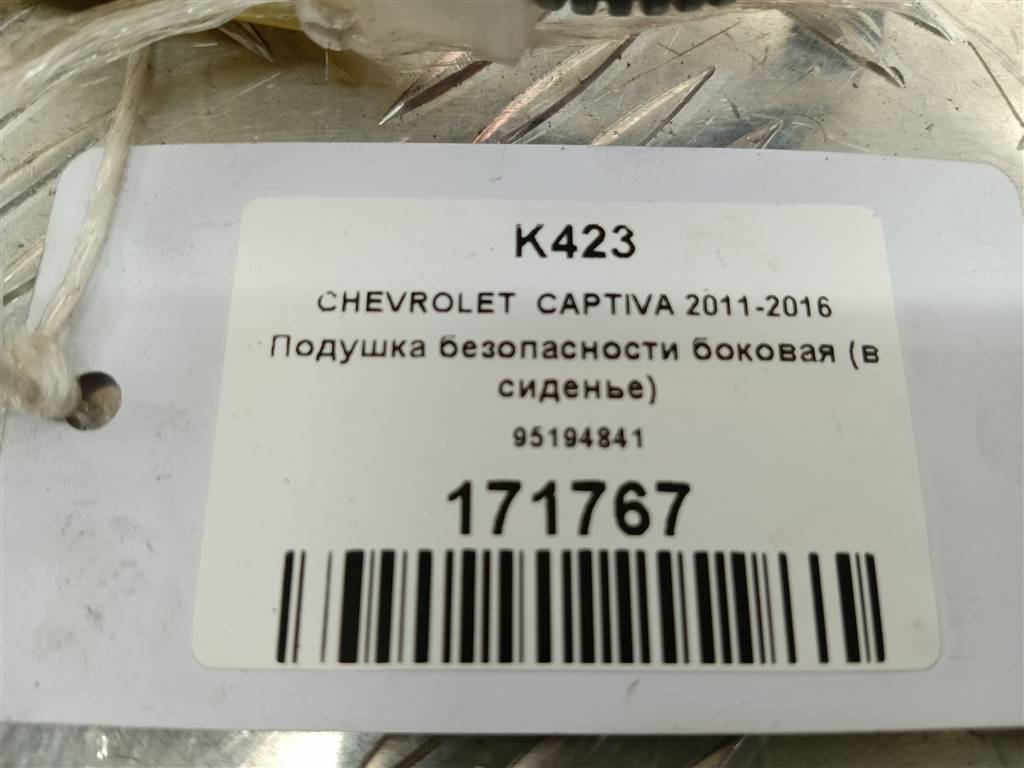 K423
CHEVROLET CAPTIVA 2011-2016
Подушка безопасности боковая (в
сиденье)
95194841
171767